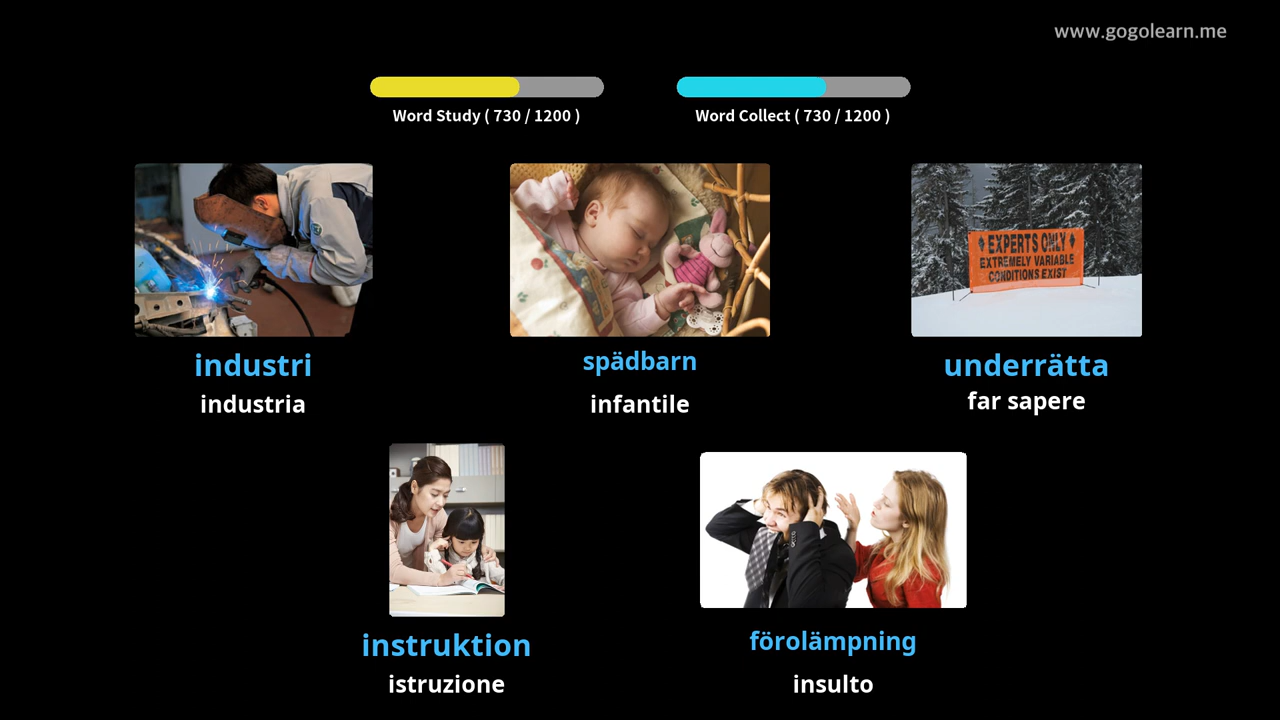 www.gogolearn.me
Word Study ( 730 / 1200 )
Word Collect ( 730 / 1200 )
EXPERTS ONLY
EXTREMELY VARIABLE
CONDITIONS EXIST
industri
spädbarn
underrätta
industria
infantile
far sapere
instruktion
förolämpning
istruzione
insulto